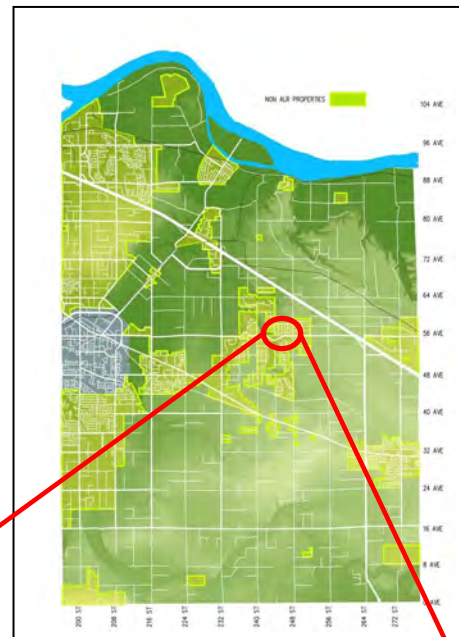 NON ALR PROPERTIES
104 AVE
96 AVE
88 AVE
80 AVE
72 AVE
64 AVE
56 AVE
48 AVE
40 AVE
32 AVE
24 AVE
16 AVE
8 AVE
0 AVE
200 ST
208 ST
216 ST
224 ST
232 ST
240 ST
248 ST
256 ST
264 ST
272 ST